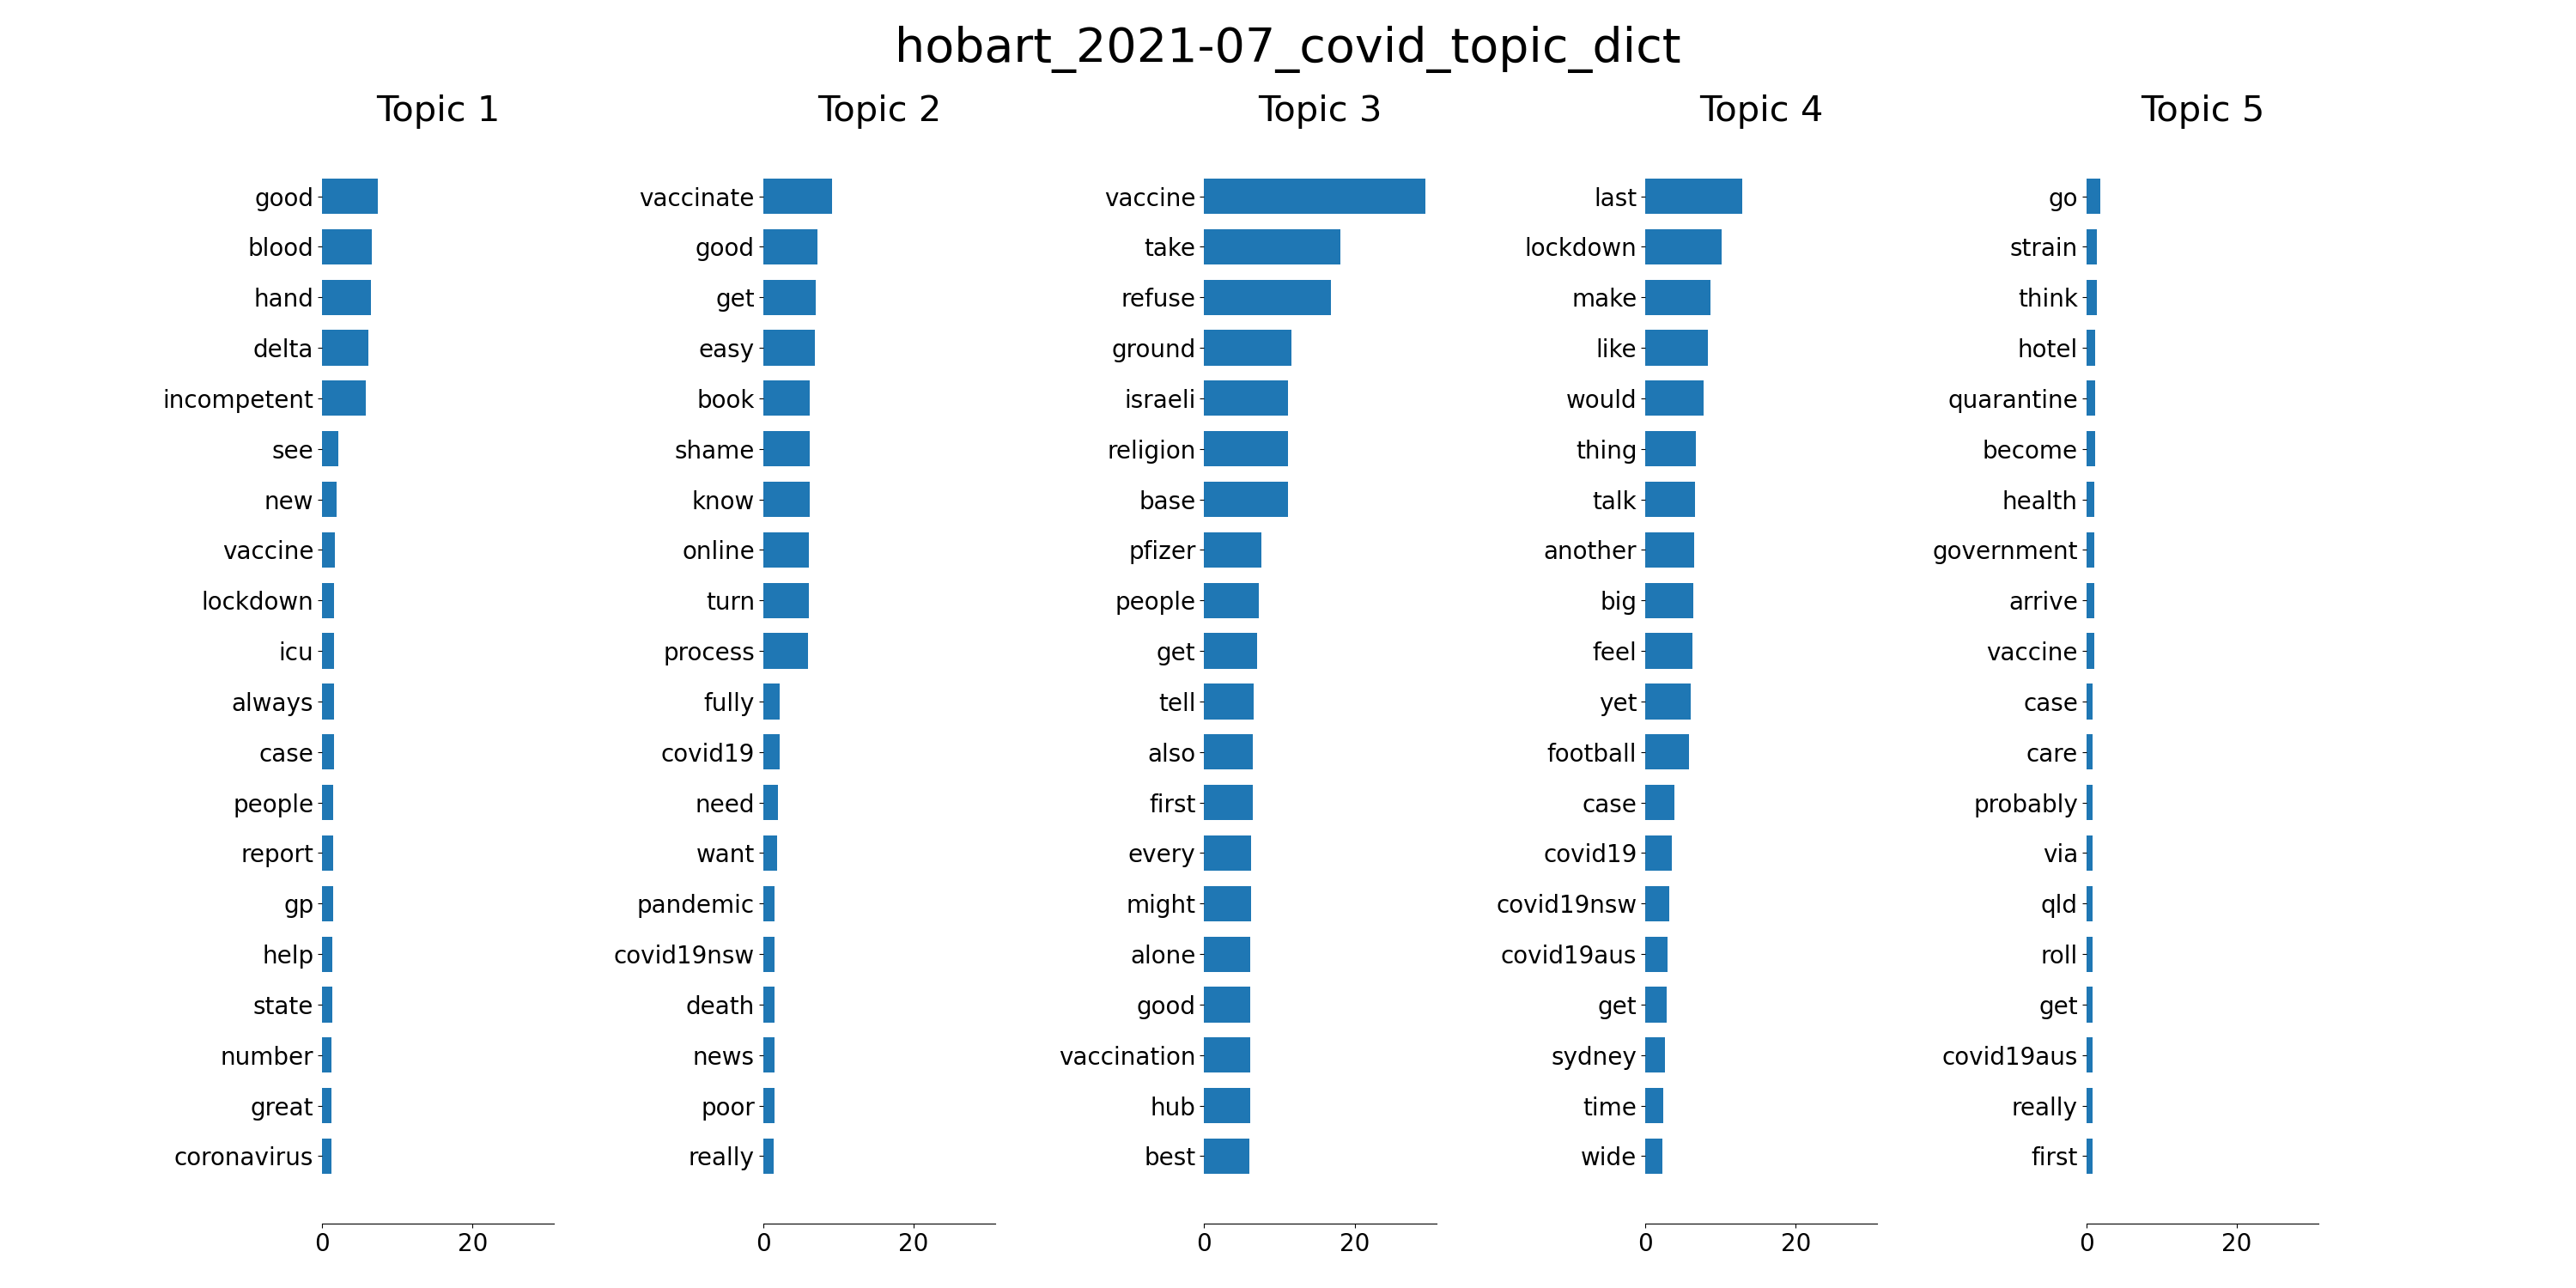 hobart_2021-07_covid_topic_dict
Topic 1
good
blood
hand
delta
incompetent
see
new
vaccine
lockdown
icu
always
case
people
report
gp
help
state
number
great
coronavirus
0 20
Topic 2
vaccinate
good
get
easy
book
shame
know
online
turn
process
fully
covid19
need
want
pandemic
covid19nsw
death
news
poor
really
0 20
Topic 3
vaccine
take
refuse
ground
israeli
religion
base
pfizer
people
get
tell
also
first
every
might
alone
good
vaccination
hub
best
0 20
Topic 4
last
lockdown
make
like
would
thing
talk
another
big
feel
yet
football
case
covid19
covid19nsw
covid19aus
get
sydney
time
wide
0 20
Topic 5
go
strain
think
hotel
quarantine
become
health
government
arrive
vaccine
case
care
probably
via
qld
roll
get
covid19aus
really
first
0 20